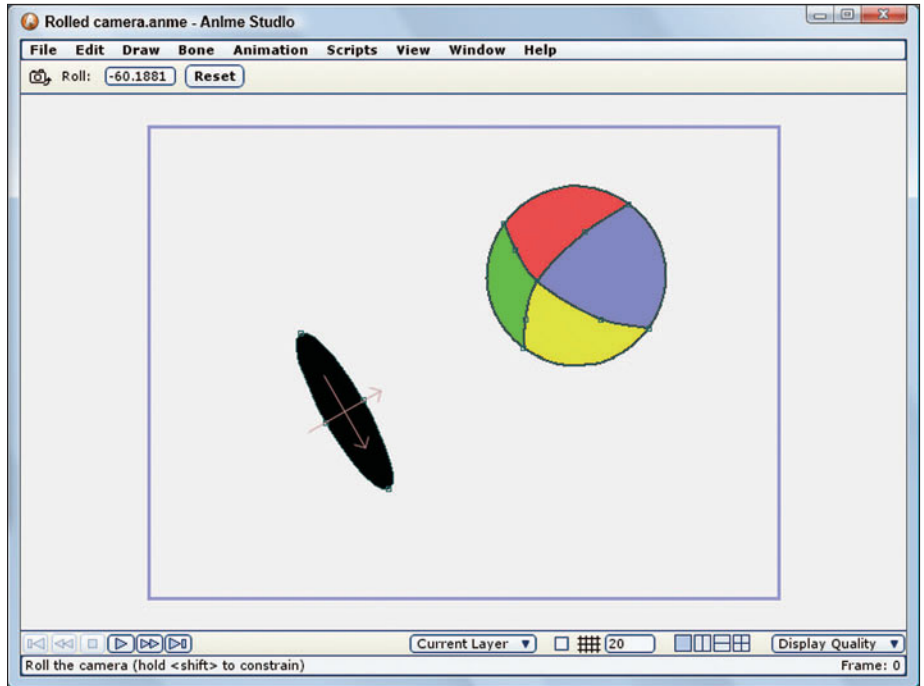 Rolled camera.anme - Anime Studio
File Edit Draw Bone Animation Scripts View Window Help
Roll: -60.1881 Reset
Current Layer 20 Display Quality
Roll the camera (hold <shift> to constrain) Frame: 0